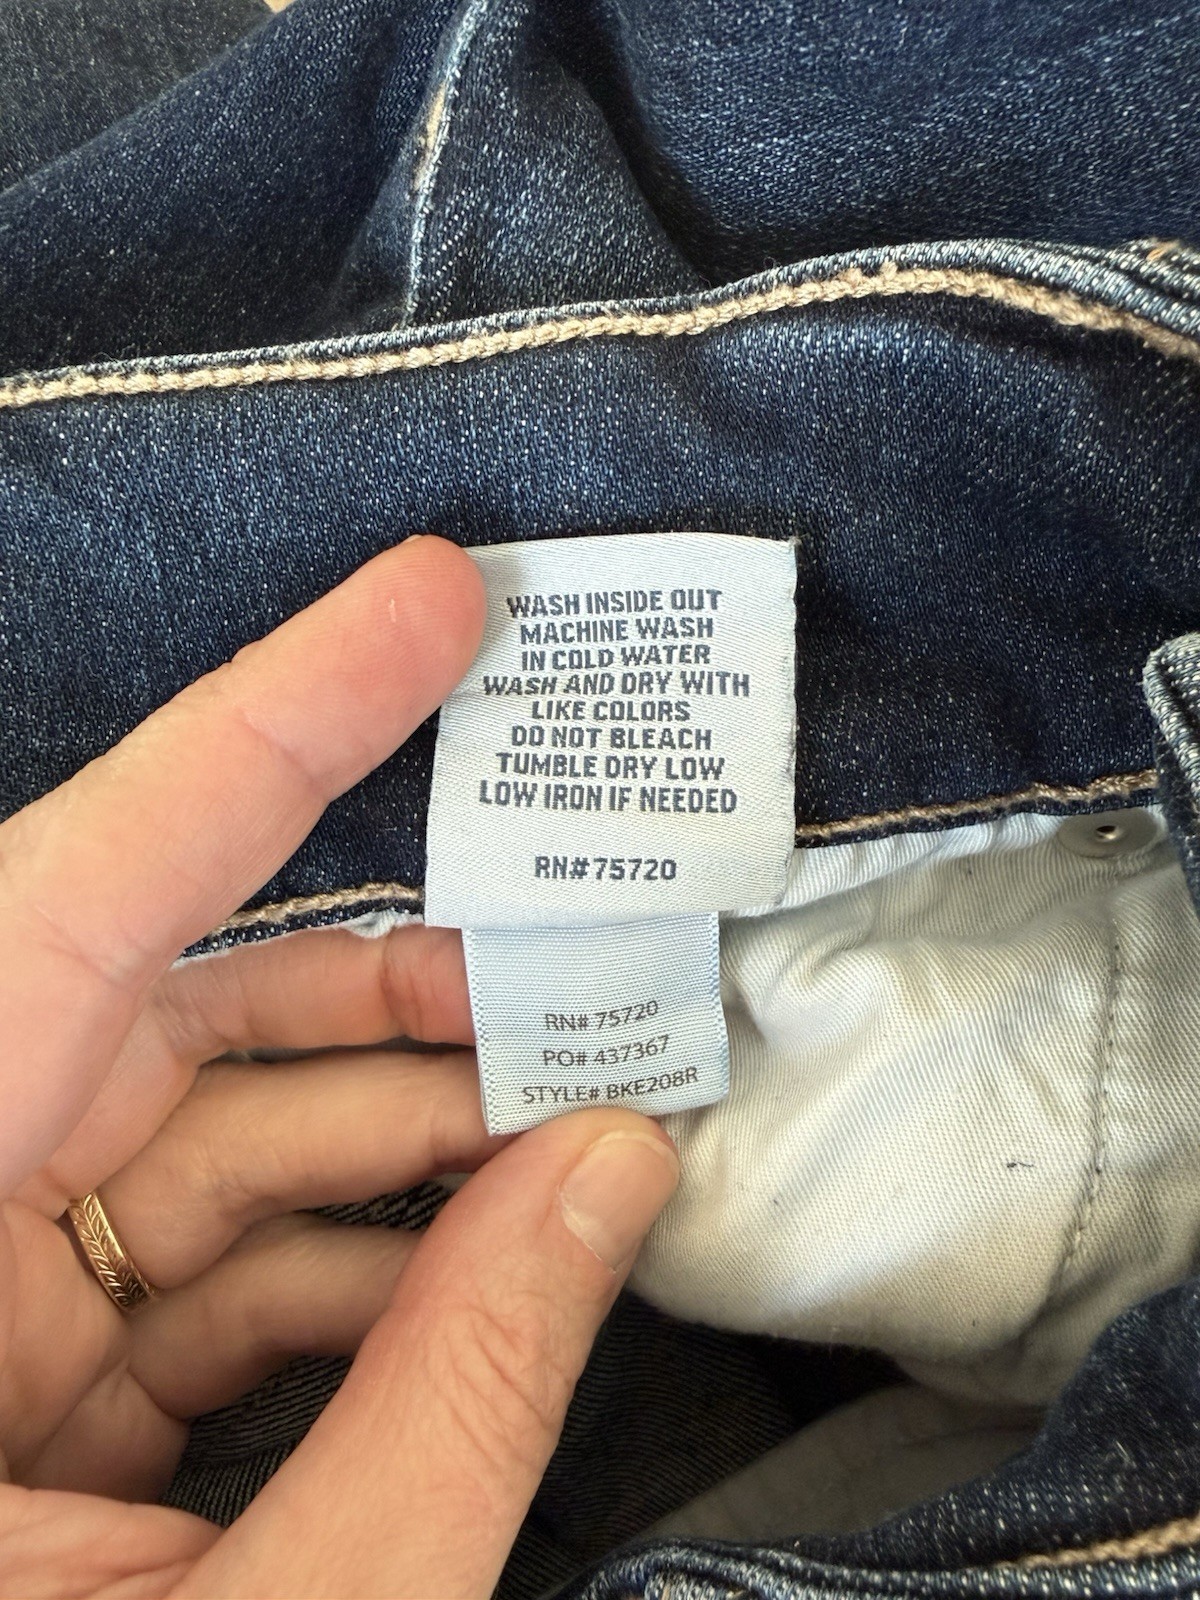 WASH INSIDE OUT
MACHINE WASH
IN COLD WATER
WASH AND DRY WITH
LIKE COLORS
DO NOT BLEACH
TUMBLE DRY LOW
LOW IRON IF NEEDED
RN#75720
RN# 75720
PO# 437367
STYLE# BKE208R